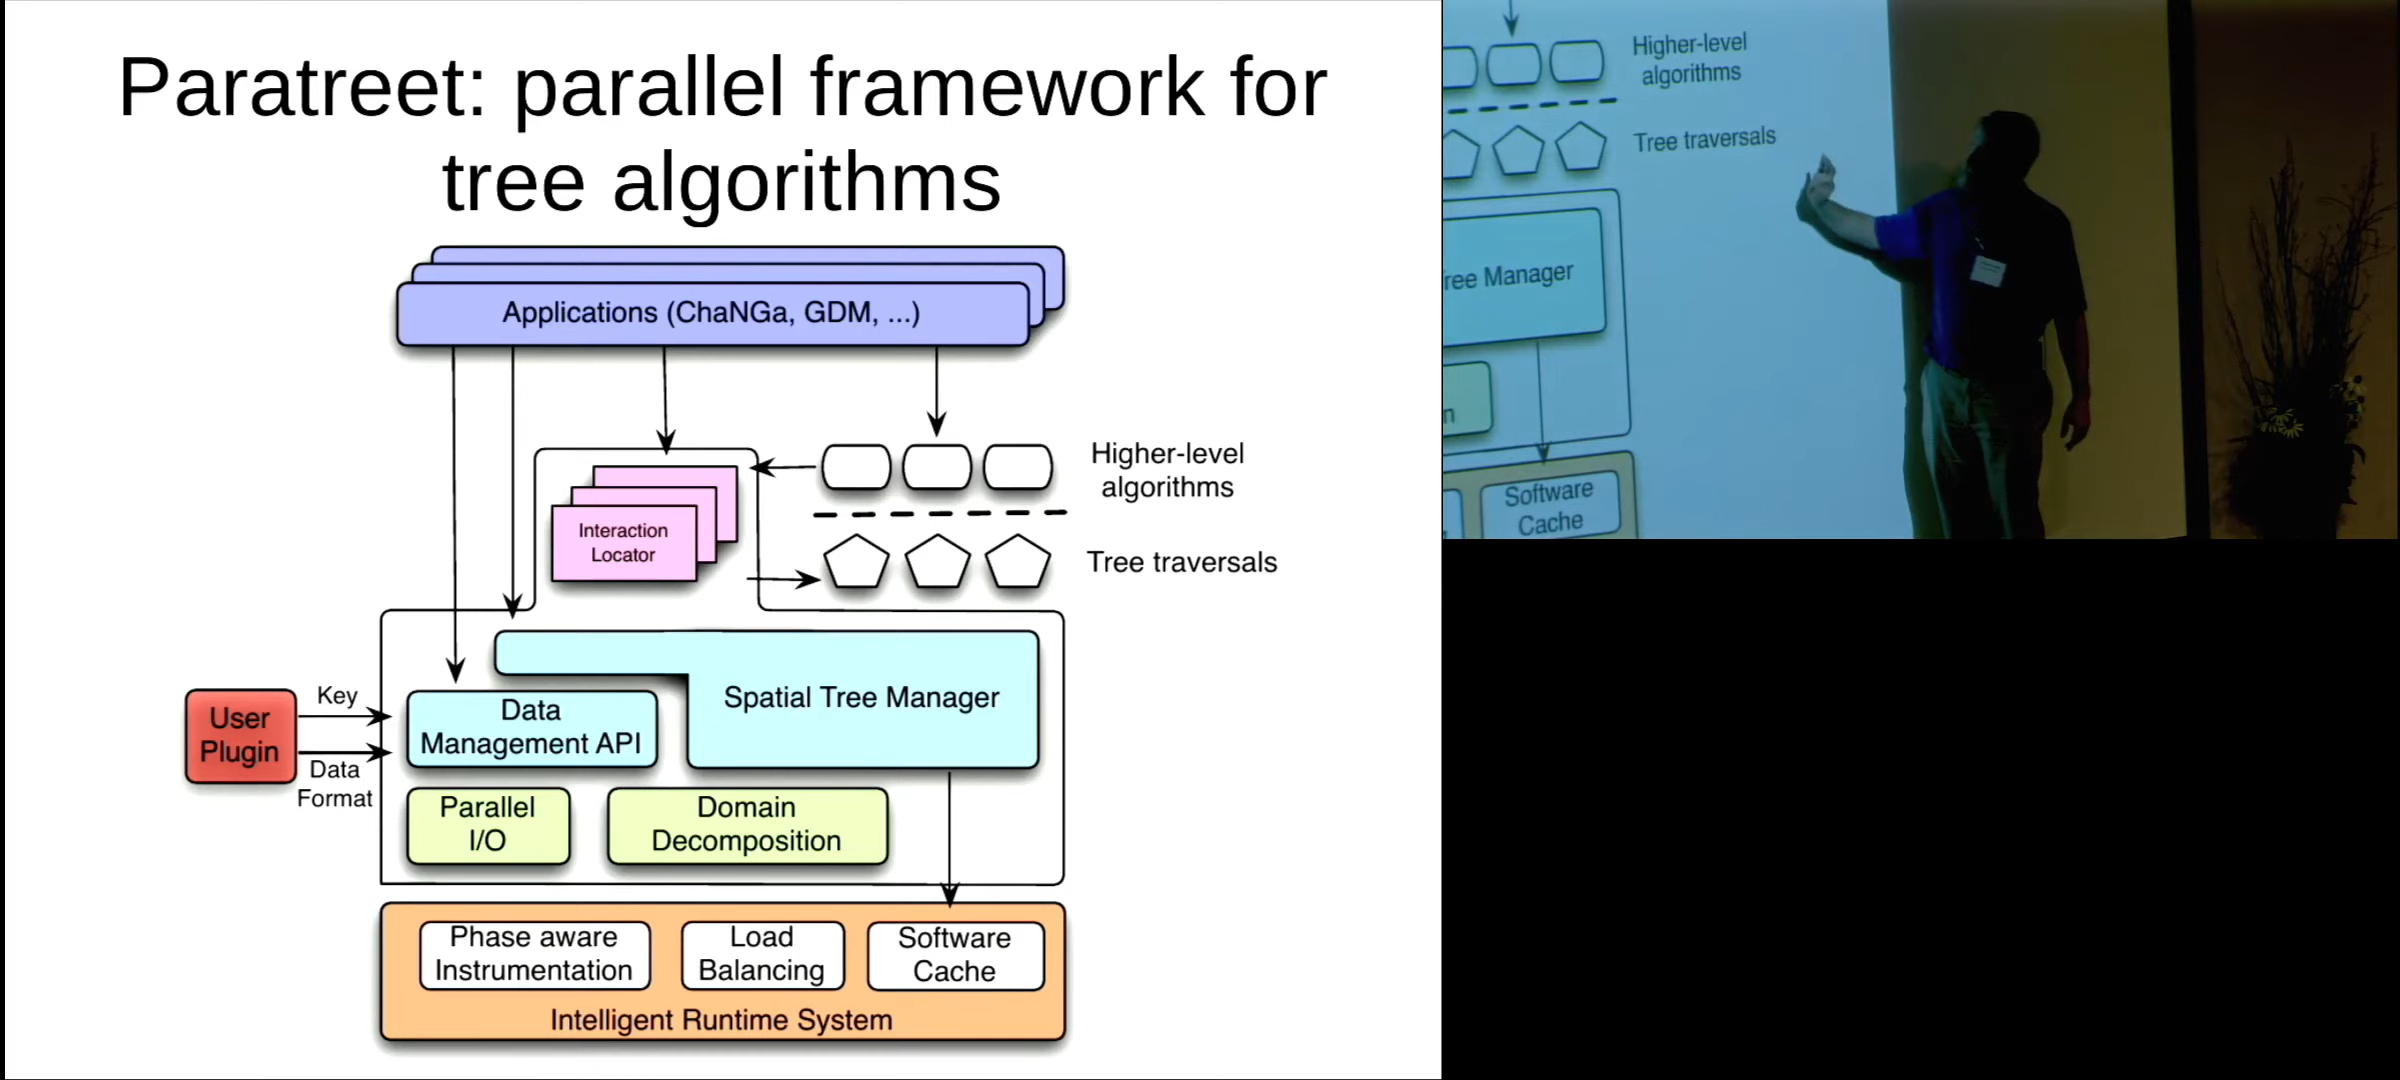 Paratreet: parallel framework for
tree algorithms
Applications (ChaNGa, GDM, ...)
Higher-level
algorithms
Interaction
Locator
Tree traversals
Spatial Tree Manager
User
Plugin
Key
Data
Format
Data
Management API
Parallel
I/O
Domain
Decomposition
Phase aware
Instrumentation
Load
Balancing
Software
Cache
Intelligent Runtime System
Higher-level
algorithms
Tree traversals
ree Manager
n
Software
Cache